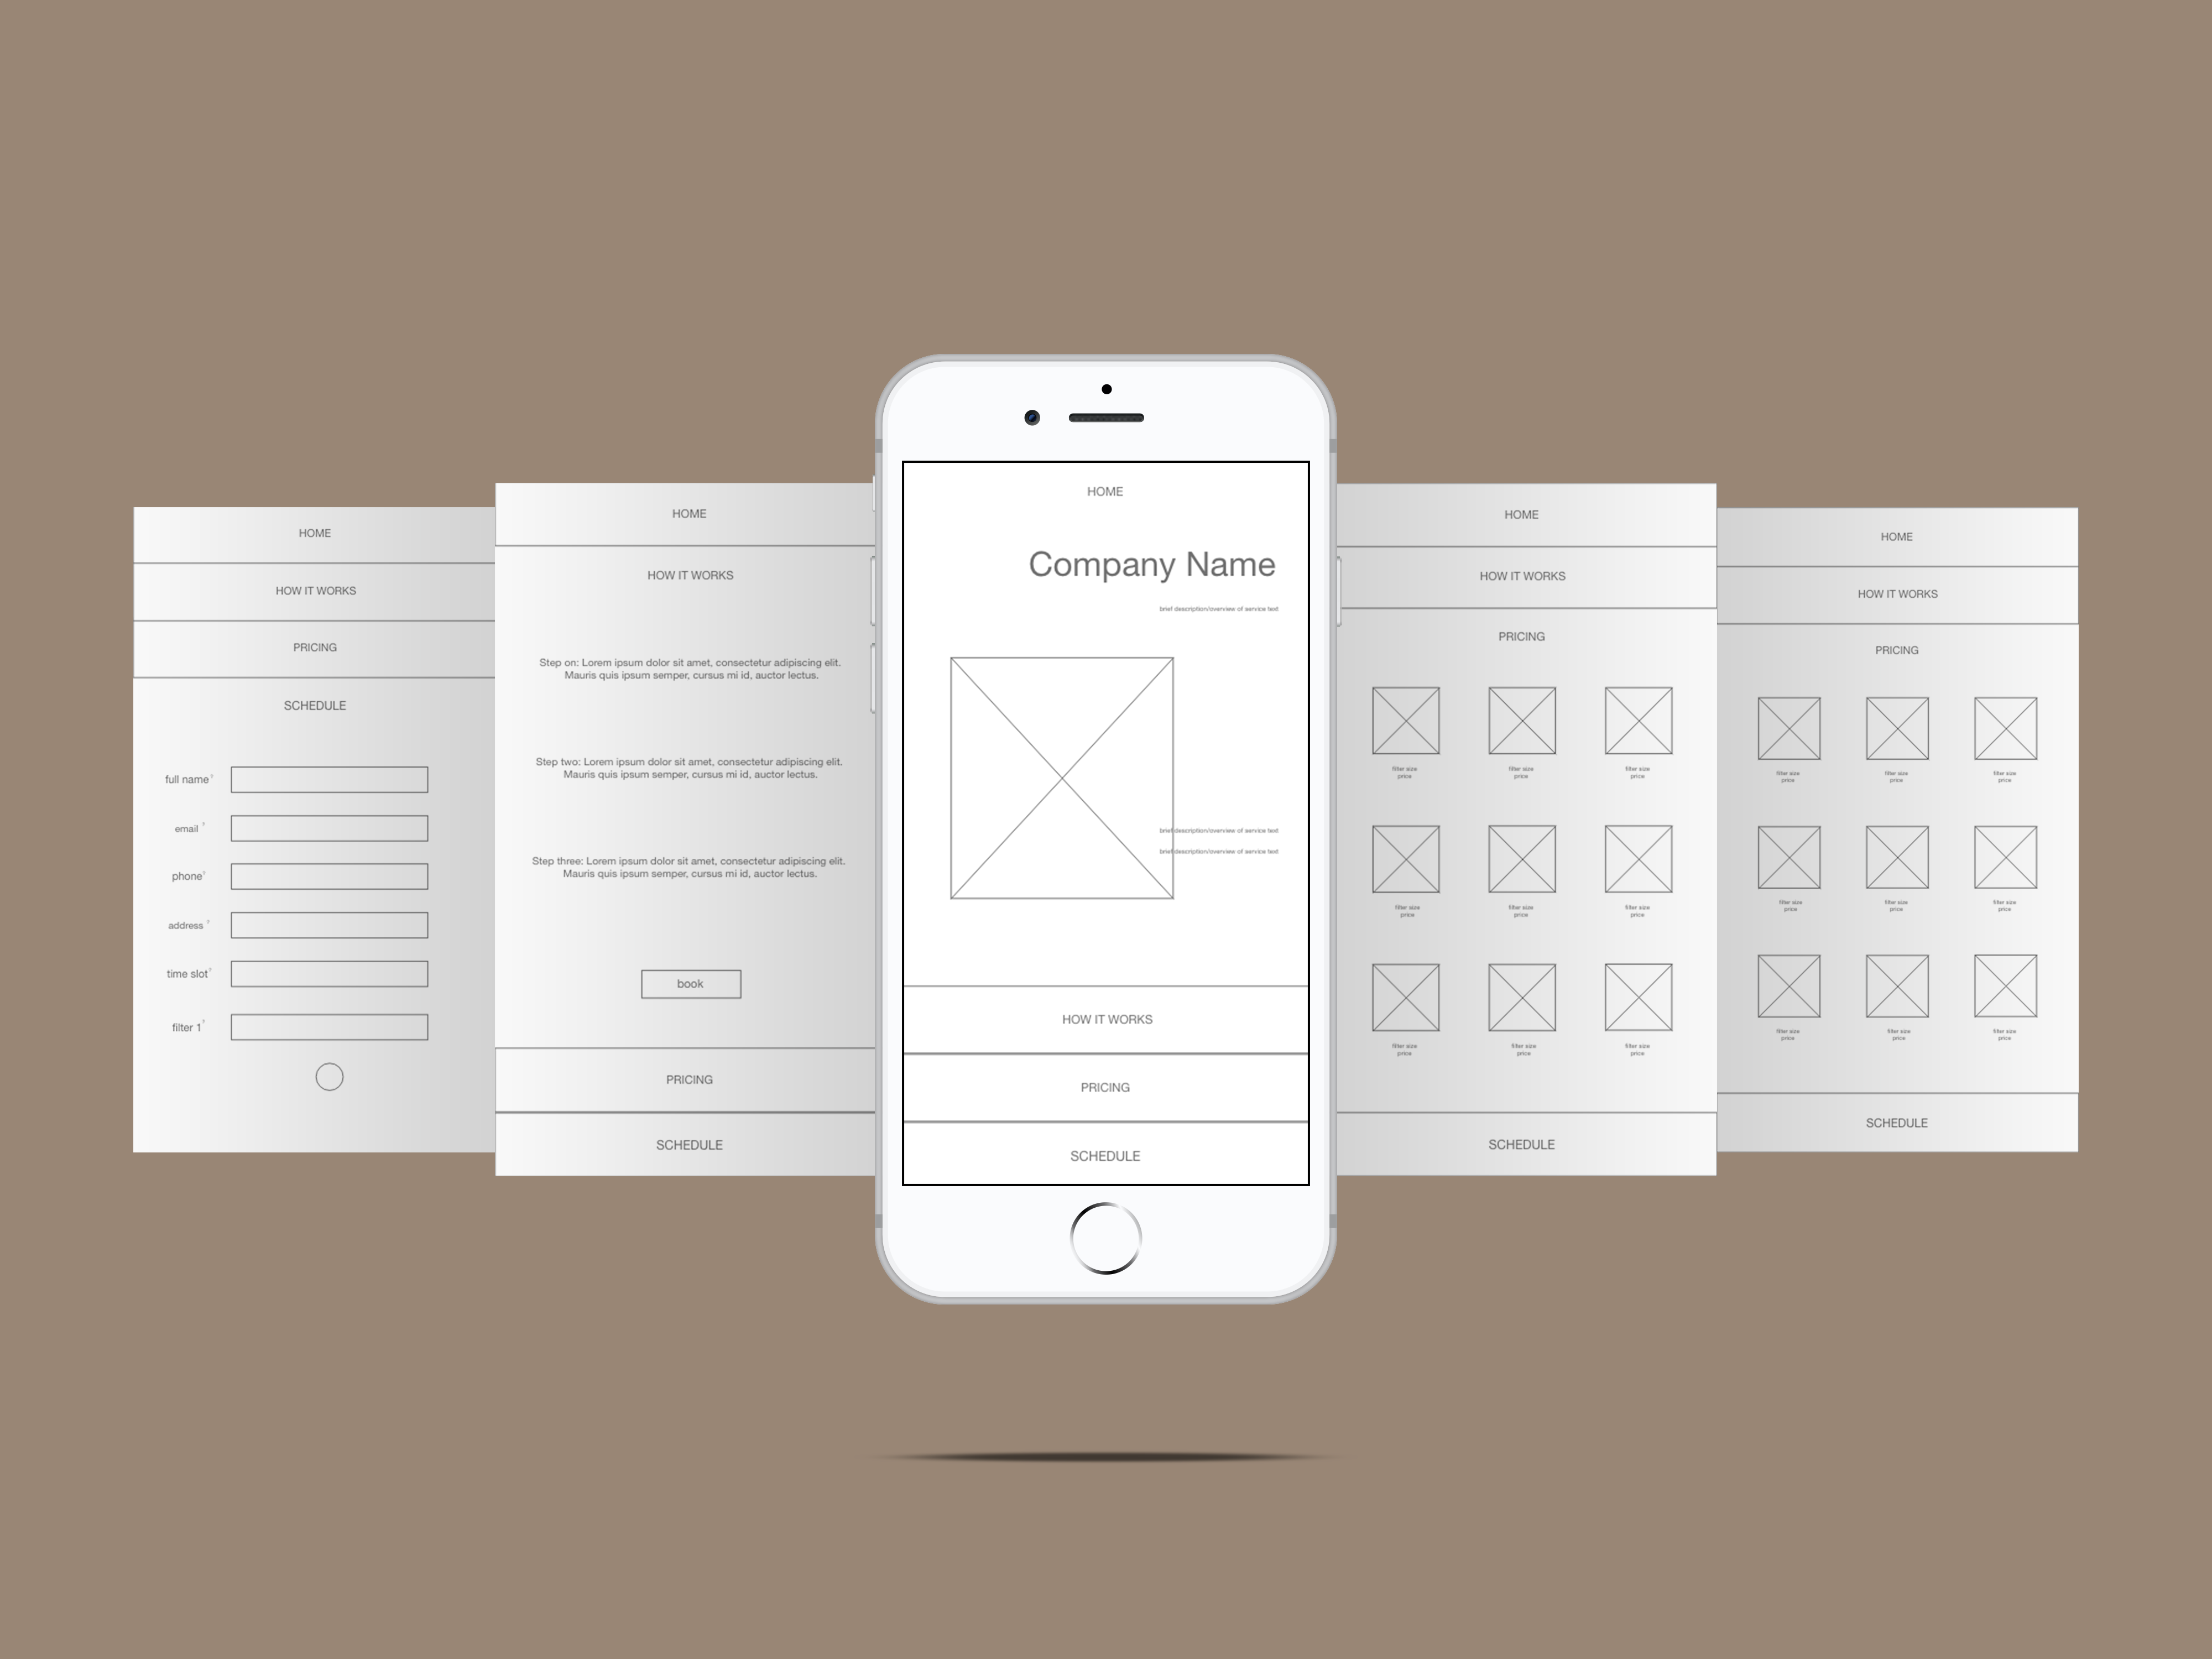 HOME
HOW IT WORKS
PRICING
SCHEDULE
full name
email
phone
address
time slot
filter 1
HOME
HOW IT WORKS
Step on: Lorem ipsum dolor sit amet, consectetur adipiscing elit.
Mauris quis ipsum semper, cursus mi id, auctor lectus.
Step two: Lorem ipsum dolor sit amet, consectetur adipiscing elit.
Mauris quis ipsum semper, cursus mi id, auctor lectus.
Step three: Lorem ipsum dolor sit amet, consectetur adipiscing elit.
Mauris quis ipsum semper, cursus mi id, auctor lectus.
book
PRICING
SCHEDULE
HOME
Company Name
brief description/overview of service text
brief description/overview of service text
brief description/overview of service text
HOW IT WORKS
PRICING
SCHEDULE
HOME
HOW IT WORKS
PRICING
filter size filter size filter size
price price price
filter size filter size filter size
price price price
filter size filter size filter size
price price price
SCHEDULE
HOME
HOW IT WORKS
PRICING
filter size filter size filter size
price price price
filter size filter size filter size
price price price
filter size filter size filter size
price price price
SCHEDULE